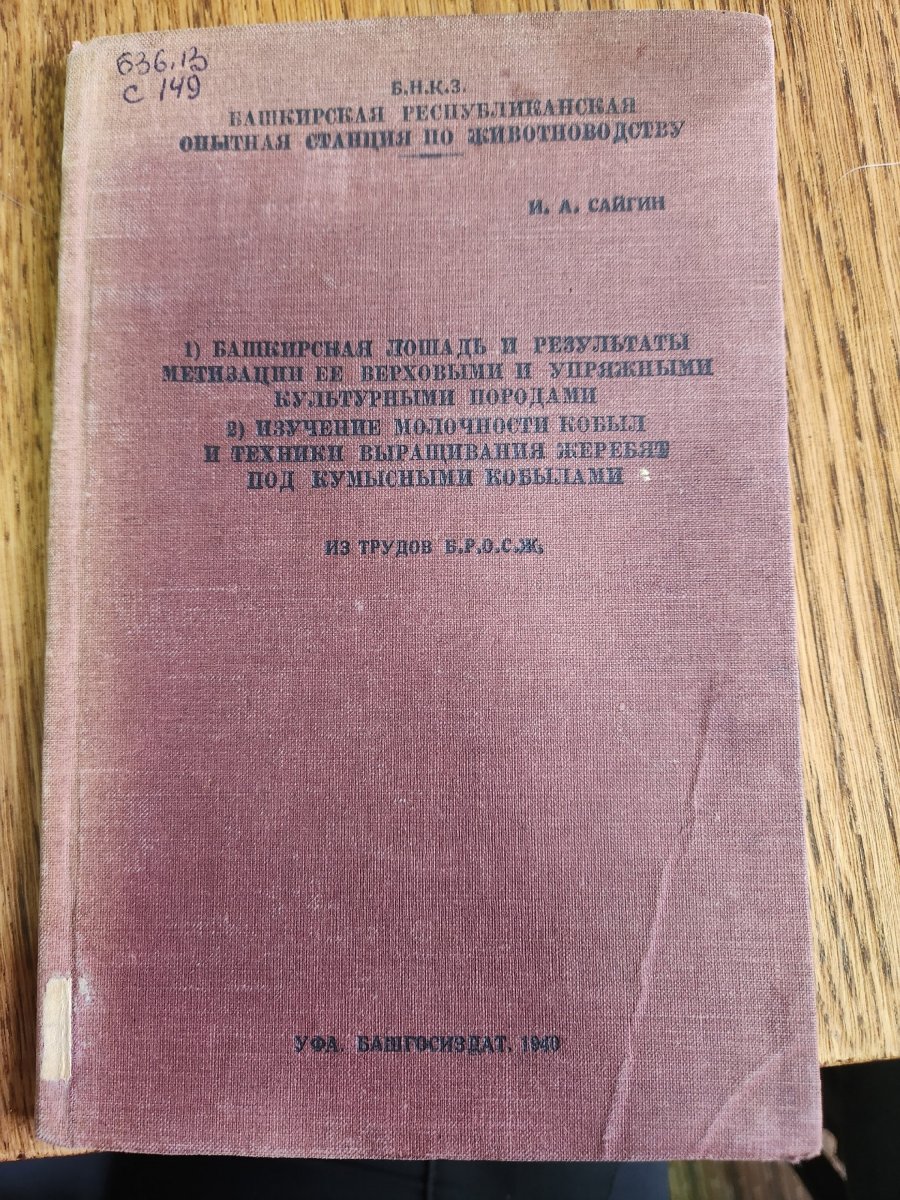 636.13
С 149
Б.Н.К.З.
БАШКИРСКАЯ РЕСПУБЛИКАНСКАЯ
ОПЫТНАЯ СТАНЦИЯ ПО ЖИВОТНОВОДСТВУ
И. А. САЙГИН
1) БАШКИРСКАЯ ЛОШАДЬ И РЕЗУЛЬТАТЫ
МЕТИЗАЦИИ ЕЕ ВЕРХОВЫМИ И УПРЯЖНЫМИ
КУЛЬТУРНЫМИ ПОРОДАМИ
2) ИЗУЧЕНИЕ МОЛОЧНОСТИ КОБЫЛ
И ТЕХНИКИ ВЫРАЩИВАНИЯ ЖЕРЕБЯТ
ПОД КУМЫСНЫМИ КОБЫЛАМИ
ИЗ ТРУДОВ Б.Р.О.С.Ж.
УФА. БАШГОСИЗДАТ. 1940